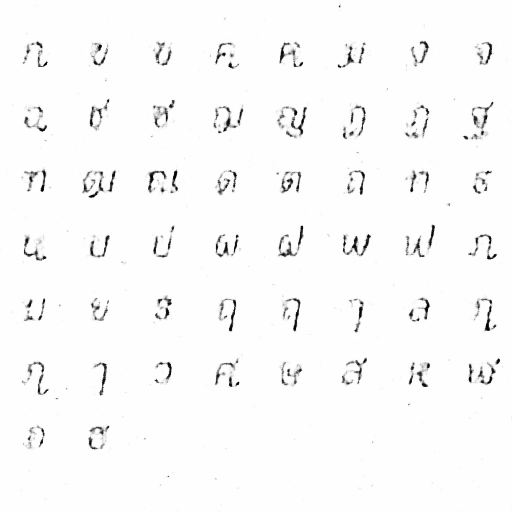 ก ข ฃ ค ฅ ฆ ง จ
ฉ ช ซ ฌ ญ ฎ ฏ ฐ
ฑ ฒ ณ ด ต ถ ท ธ
น บ ป ผ ฝ พ ฟ ภ
ม ย ร ฤ ฤ ๅ ล ฦ
ฦ ๅ ว ศ ษ ส ห ฬ
อ ฮ